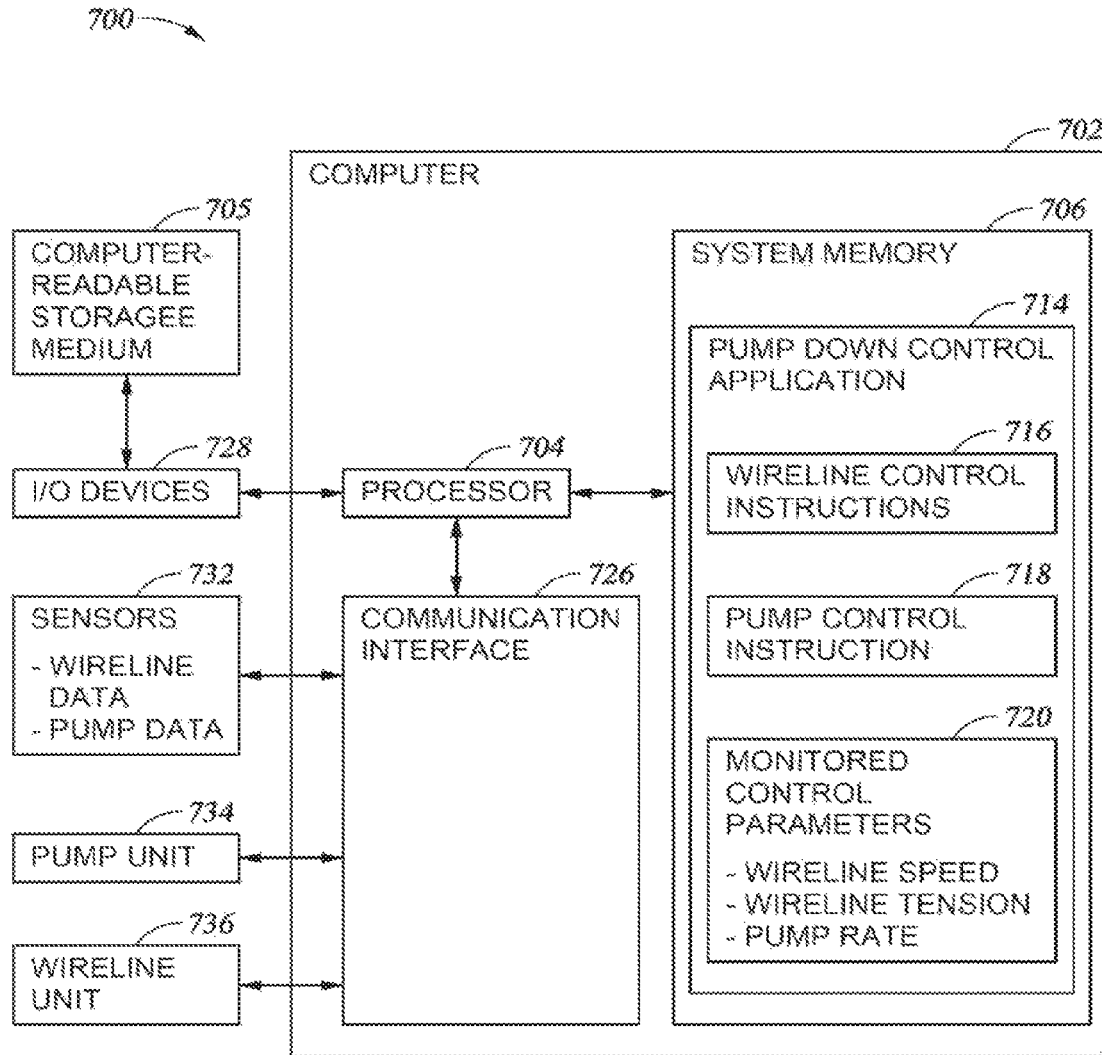 700
702
COMPUTER
705
COMPUTER-
READABLE
STORAGEE
MEDIUM
706
SYSTEM MEMORY
714
PUMP DOWN CONTROL
APPLICATION
728
I/O DEVICES
704
PROCESSOR
716
WIRELINE CONTROL
INSTRUCTIONS
732
SENSORS
- WIRELINE
DATA
- PUMP DATA
726
COMMUNICATION
INTERFACE
718
PUMP CONTROL
INSTRUCTION
720
MONITORED
CONTROL
PARAMETERS
- WIRELINE SPEED
- WIRELINE TENSION
- PUMP RATE
734
PUMP UNIT
736
WIRELINE
UNIT